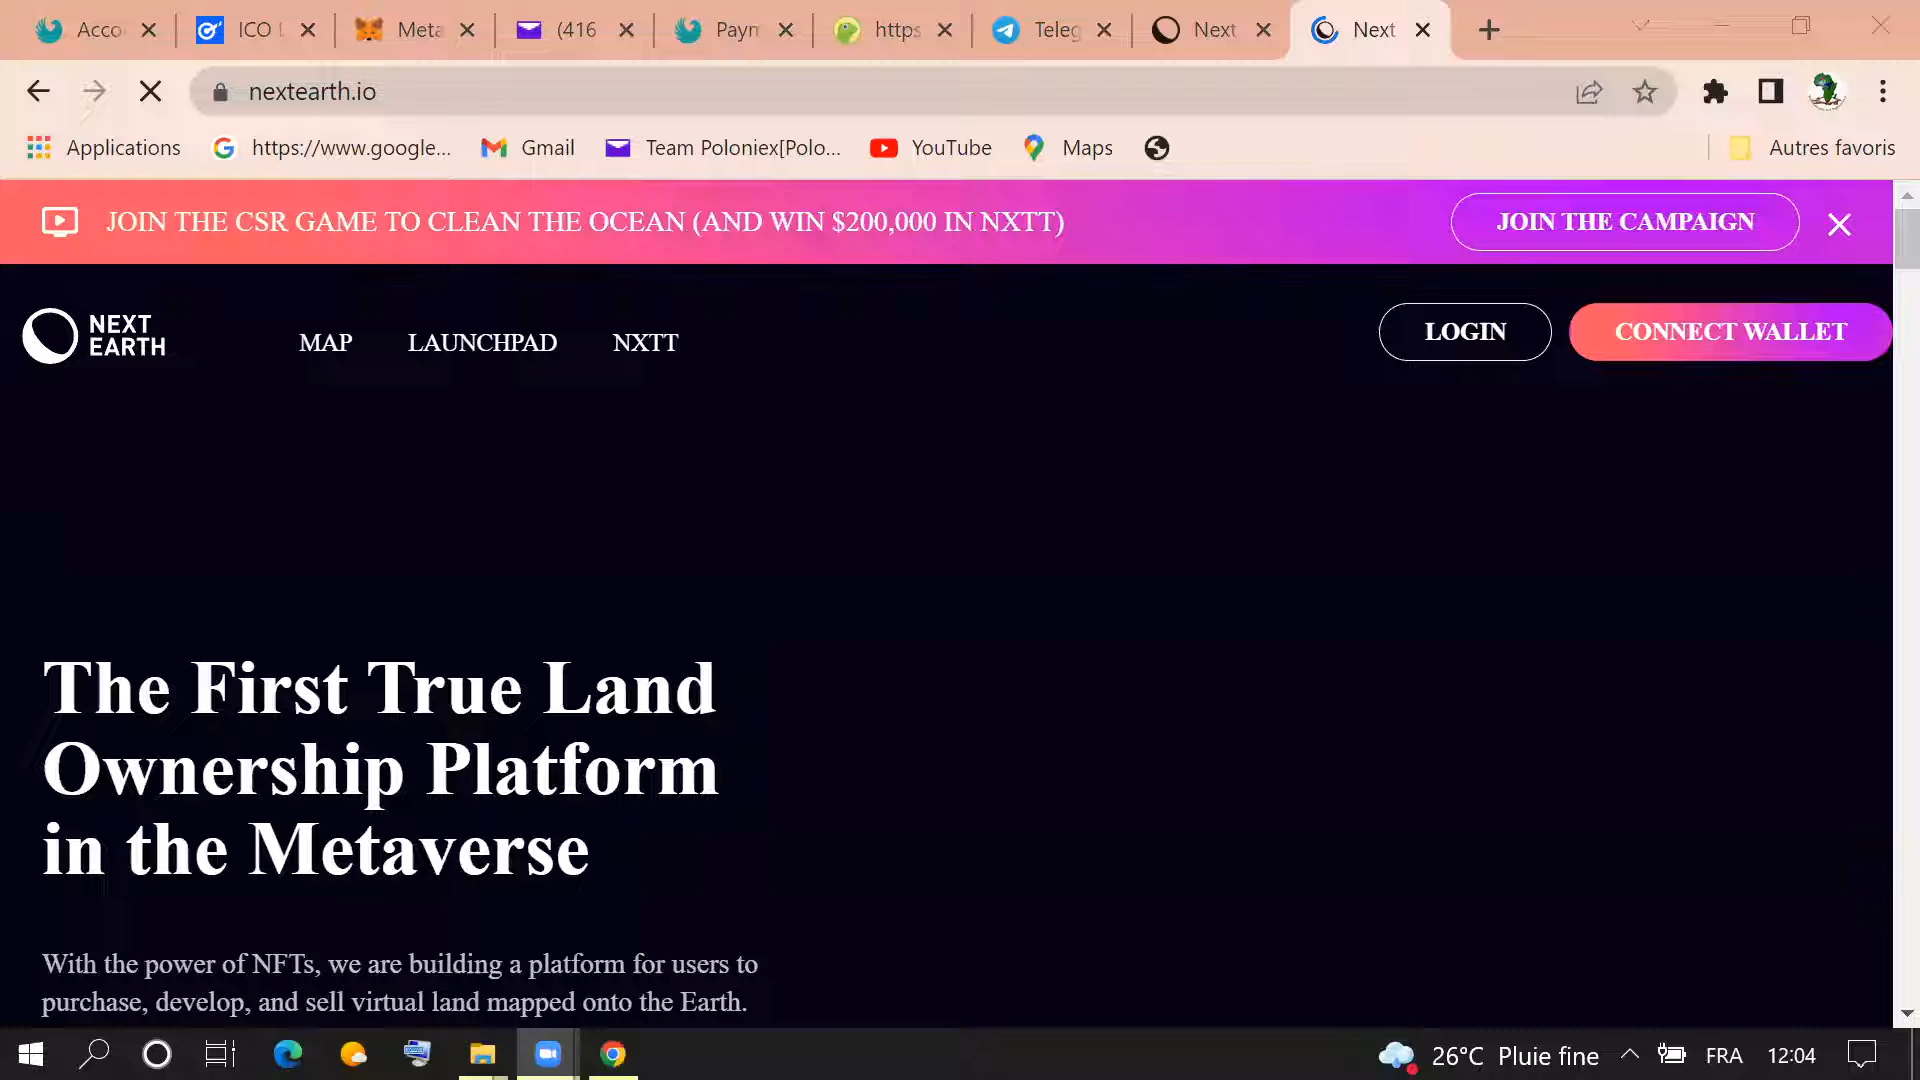 Acco
ICO L
Meta
(416
Paym
https
Teleg
Next
Next
nextearth.io
Applications
https://www.google...
Gmail
Team Poloniex[Polo...
YouTube
Maps
Autres favoris
JOIN THE CSR GAME TO CLEAN THE OCEAN (AND WIN $200,000 IN NXTT)
JOIN THE CAMPAIGN
NEXT
EARTH
MAP
LAUNCHPAD
NXTT
LOGIN
CONNECT WALLET
The First True Land
Ownership Platform
in the Metaverse
With the power of NFTs, we are building a platform for users to
purchase, develop, and sell virtual land mapped onto the Earth.
26°C Pluie fine
FRA
12:04